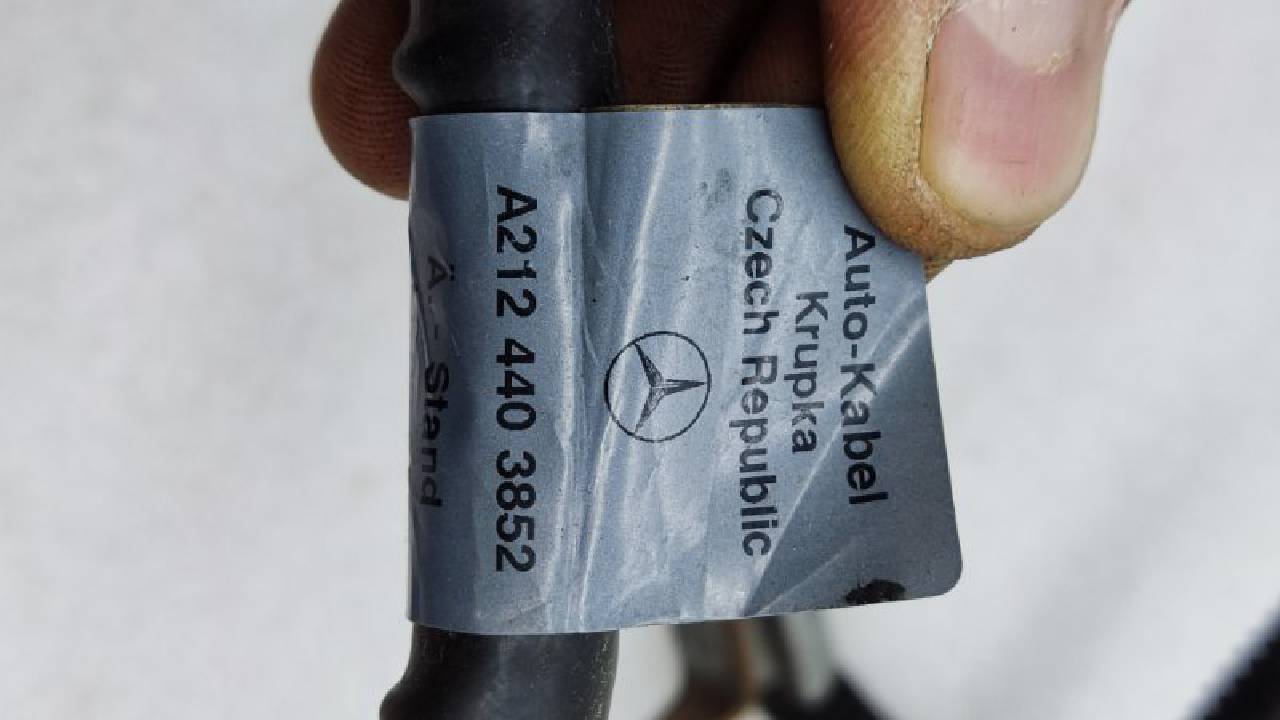 Auto-Kabel
Krupka
Czech Republic
A212 440 3852
Ä.- Stand